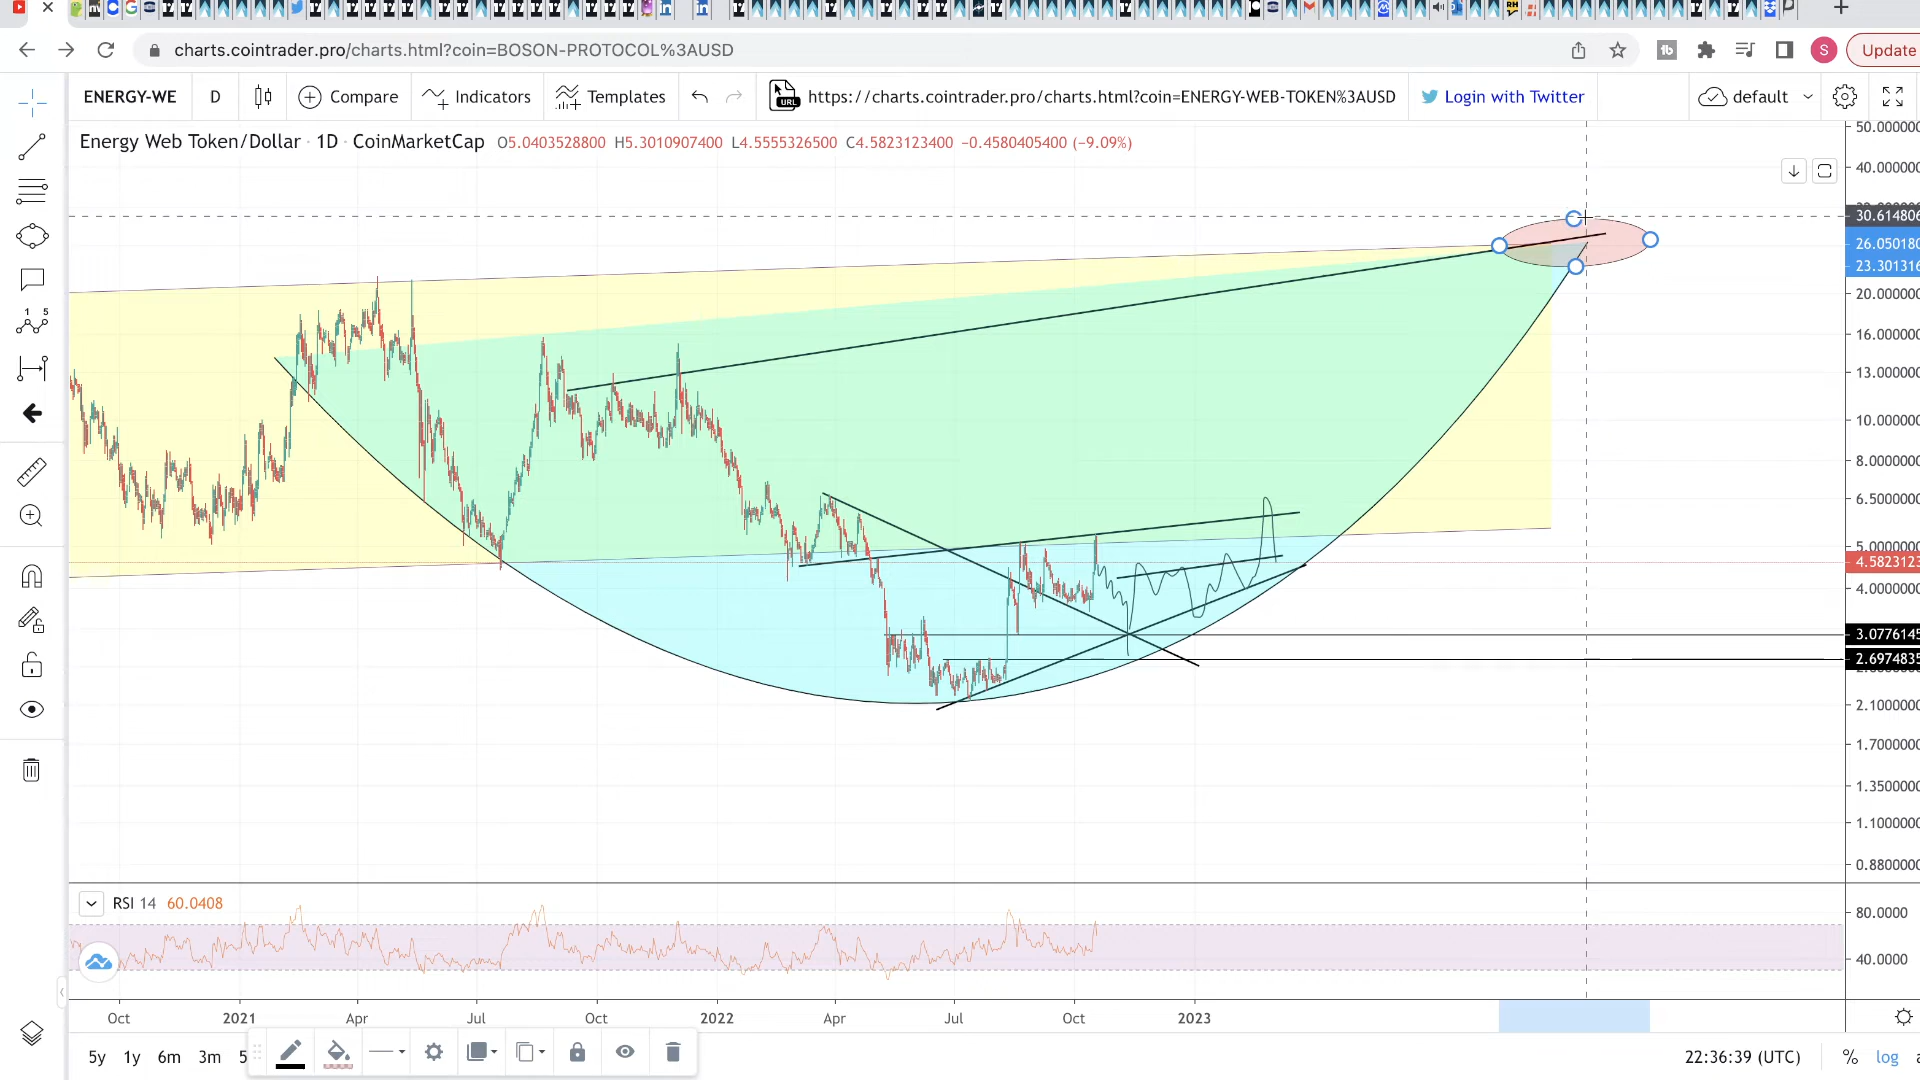 charts.cointrader.pro/charts.html?coin=BOSON-PROTOCOL%3AUSD
S
Update
ENERGY-WE
D
Compare
Indicators
Templates
URL
https://charts.cointrader.pro/charts.html?coin=ENERGY-WEB-TOKEN%3AUSD
Login with Twitter
default
Energy Web Token/Dollar · 1D · CoinMarketCap
O5.0403528800 H5.3010907400 L4.5555326500 C4.5823123400 −0.4580405400 (−9.09%)
50.000000
40.000000
30.614806
26.050180
23.301316
20.000000
16.000000
13.000000
10.000000
8.0000000
6.5000000
5.0000000
4.5823123
4.0000000
3.0776145
2.6974835
2.1000000
1.7000000
1.3500000
1.1000000
0.8800000
RSI 14 60.0408
80.0000
40.0000
Oct
2021
Apr
Jul
Oct
2022
Apr
Jul
Oct
2023
5y
1y
6m
3m
5
22:36:39 (UTC)
%
log